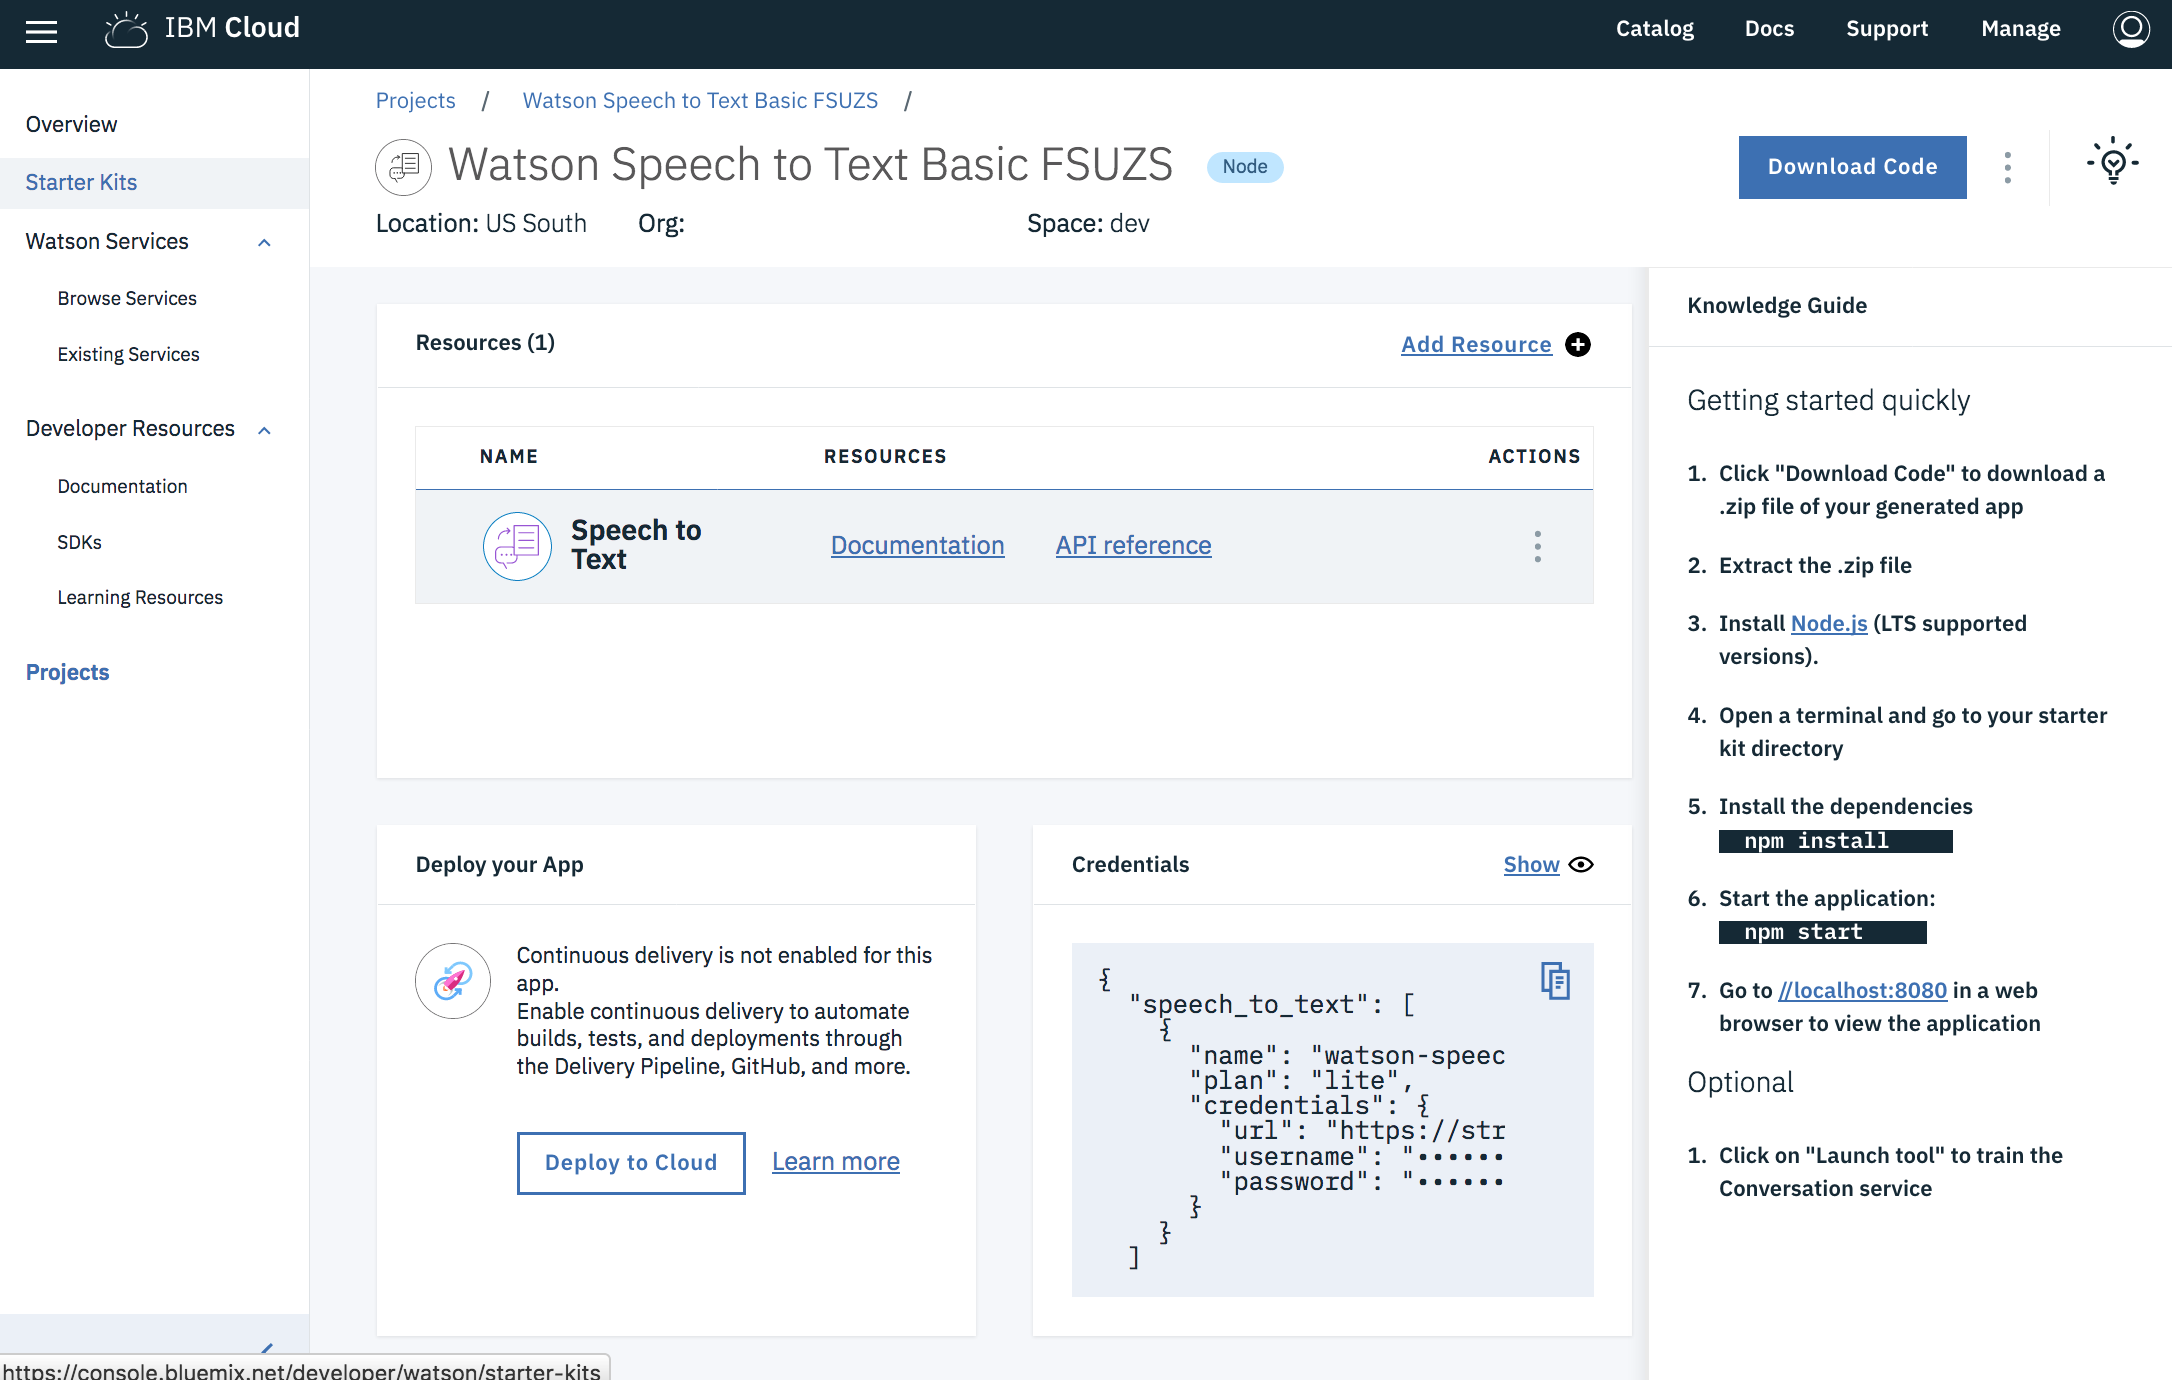 IBM Cloud
Catalog
Docs
Support
Manage
Overview
Starter Kits
Watson Services
Browse Services
Existing Services
Developer Resources
Documentation
SDKs
Learning Resources
Projects
Projects / Watson Speech to Text Basic FSUZS /
Watson Speech to Text Basic FSUZS
Node
Location: US South
Org:
Space: dev
Download Code
Resources (1)
Add Resource
NAME
RESOURCES
ACTIONS
Speech to
Text
Documentation
API reference
Deploy your App
Continuous delivery is not enabled for this
app.
Enable continuous delivery to automate
builds, tests, and deployments through
the Delivery Pipeline, GitHub, and more.
Deploy to Cloud
Learn more
Credentials
Show
{
"speech_to_text": [
{
"name": "watson-speec
"plan": "lite",
"credentials": {
"url": "https://str
"username": "••••••
"password": "••••••
}
}
]
Knowledge Guide
Getting started quickly
1. Click "Download Code" to download a
.zip file of your generated app
2. Extract the .zip file
3. Install Node.js (LTS supported
versions).
4. Open a terminal and go to your starter
kit directory
5. Install the dependencies
npm install
6. Start the application:
npm start
7. Go to //localhost:8080 in a web
browser to view the application
Optional
1. Click on "Launch tool" to train the
Conversation service
https://console.bluemix.net/developer/watson/starter-kits